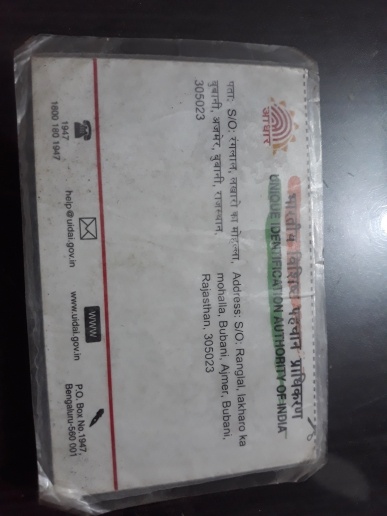 आधार
भारतीय विशिष्ट पहचान प्राधिकरण
UNIQUE IDENTIFICATION AUTHORITY OF INDIA
पता: S/O: रंगलाल, लखारो का मोहल्ला,
बुबानी, अजमेर, बुबानी, राजस्थान,
305023
Address: S/O: Ranglal, lakharo ka
mohalla, Bubani, Ajmer, Bubani,
Rajasthan, 305023
1947
1800 180 1947
help@uidai.gov.in
WWW
www.uidai.gov.in
P.O. Box No.1947,
Bengaluru-560 001